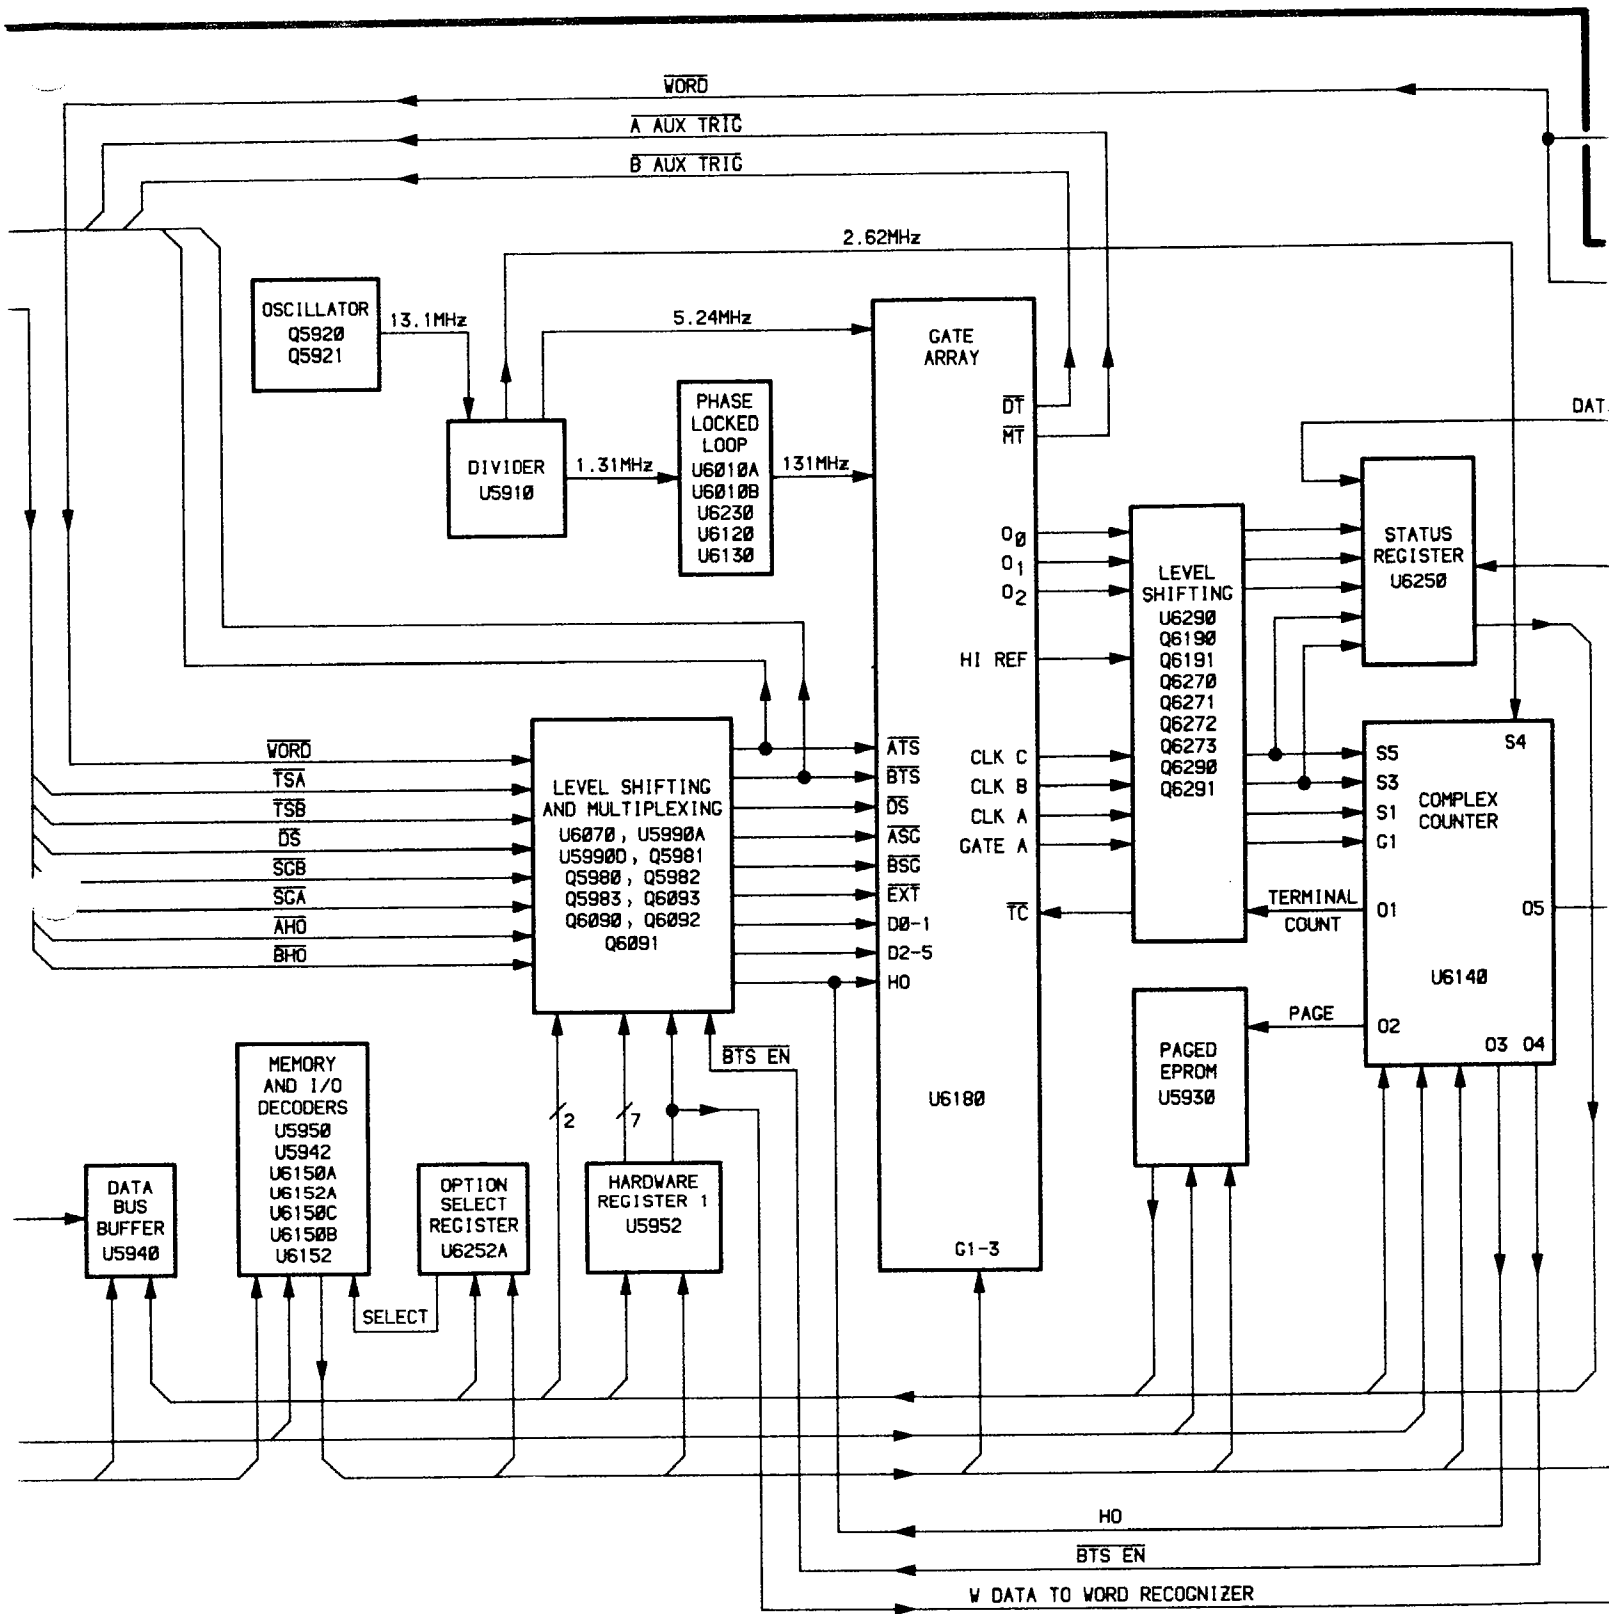 WORD
A AUX TRIG
B AUX TRIG
2.62MHz
OSCILLATOR
Q5920
Q5921
13.1MHz
5.24MHz
GATE
ARRAY
PHASE
LOCKED
LOOP
U6010A
U6010B
U6230
U6120
U6130
DIVIDER
U5910
1.31MHz
131MHz
DT
MT
O0
O1
O2
HI REF
CLK C
CLK B
CLK A
GATE A
TC
DAT
STATUS
REGISTER
U6250
LEVEL
SHIFTING
U6290
Q6190
Q6191
Q6270
Q6271
Q6272
Q6273
Q6290
Q6291
S4
S5
S3
S1
G1
COMPLEX
COUNTER
TERMINAL
COUNT
O1
O5
U6140
PAGE
O2
O3 O4
WORD
TSA
TSB
DS
SGB
SGA
AHO
BHO
LEVEL SHIFTING
AND MULTIPLEXING
U6070, U5990A
U5990D, Q5981
Q5980, Q5982
Q5983, Q6093
Q6090, Q6092
Q6091
ATS
BTS
DS
ASG
BSG
EXT
D0-1
D2-5
HO
BTS EN
U6180
G1-3
PAGED
EPROM
U5930
MEMORY
AND I/O
DECODERS
U5950
U5942
U6150A
U6152A
U6150C
U6150B
U6152
2
7
DATA
BUS
BUFFER
U5940
OPTION
SELECT
REGISTER
U6252A
HARDWARE
REGISTER 1
U5952
SELECT
HO
BTS EN
W DATA TO WORD RECOGNIZER